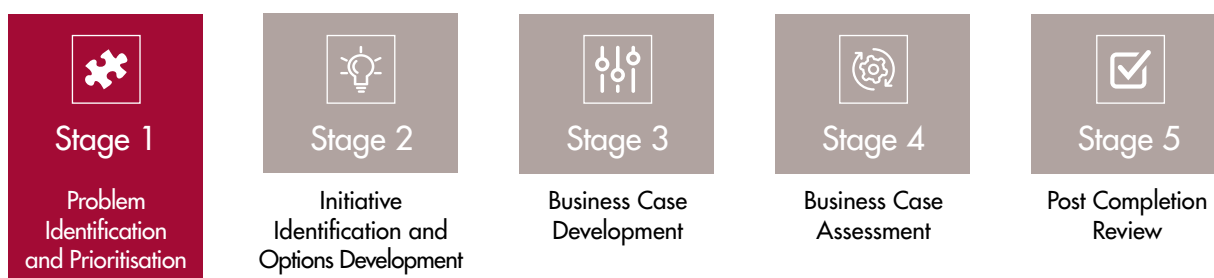 Stage 1
Problem
Identification
and Prioritisation
Stage 2
Initiative
Identification and
Options Development
Stage 3
Business Case
Development
Stage 4
Business Case
Assessment
Stage 5
Post Completion
Review